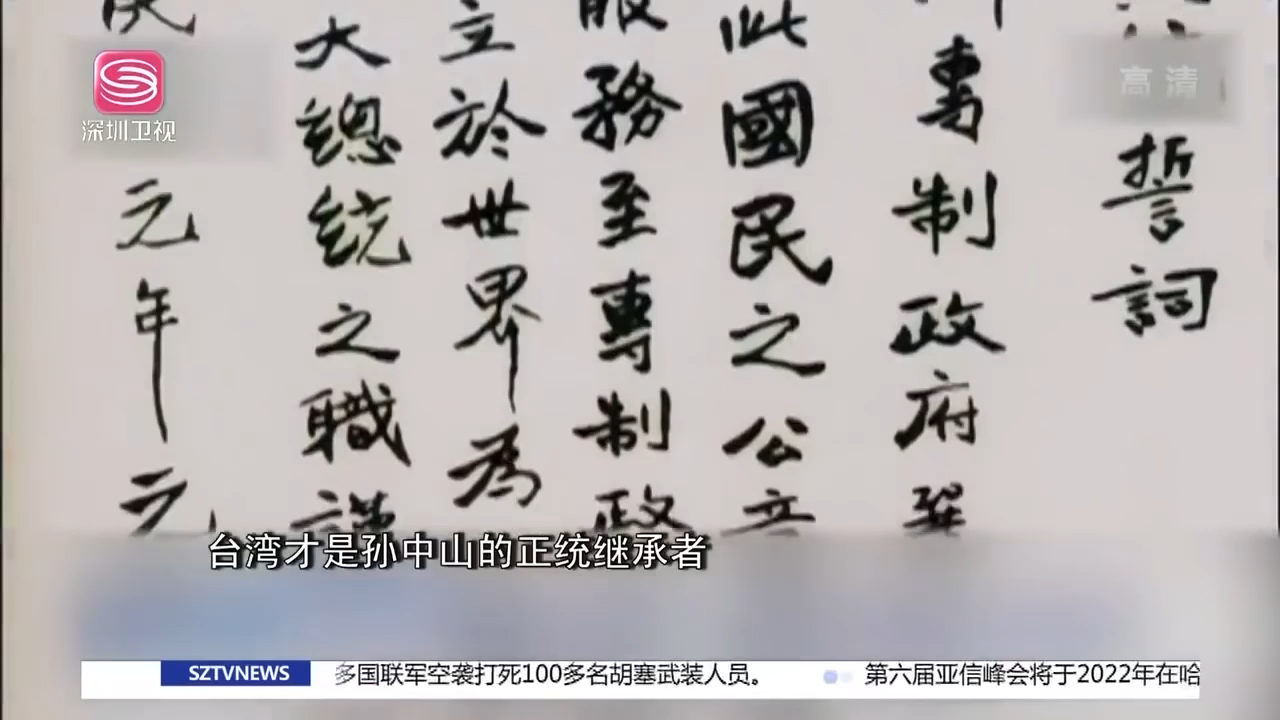 誓詞
專制政府
此國民之公
服務至專制政
立於世界為
大總統之職謹
元年元
深圳卫视
高清
台湾才是孙中山的正统继承者
SZTVNEWS
多国联军空袭打死100多名胡塞武装人员。
第六届亚信峰会将于2022年在哈